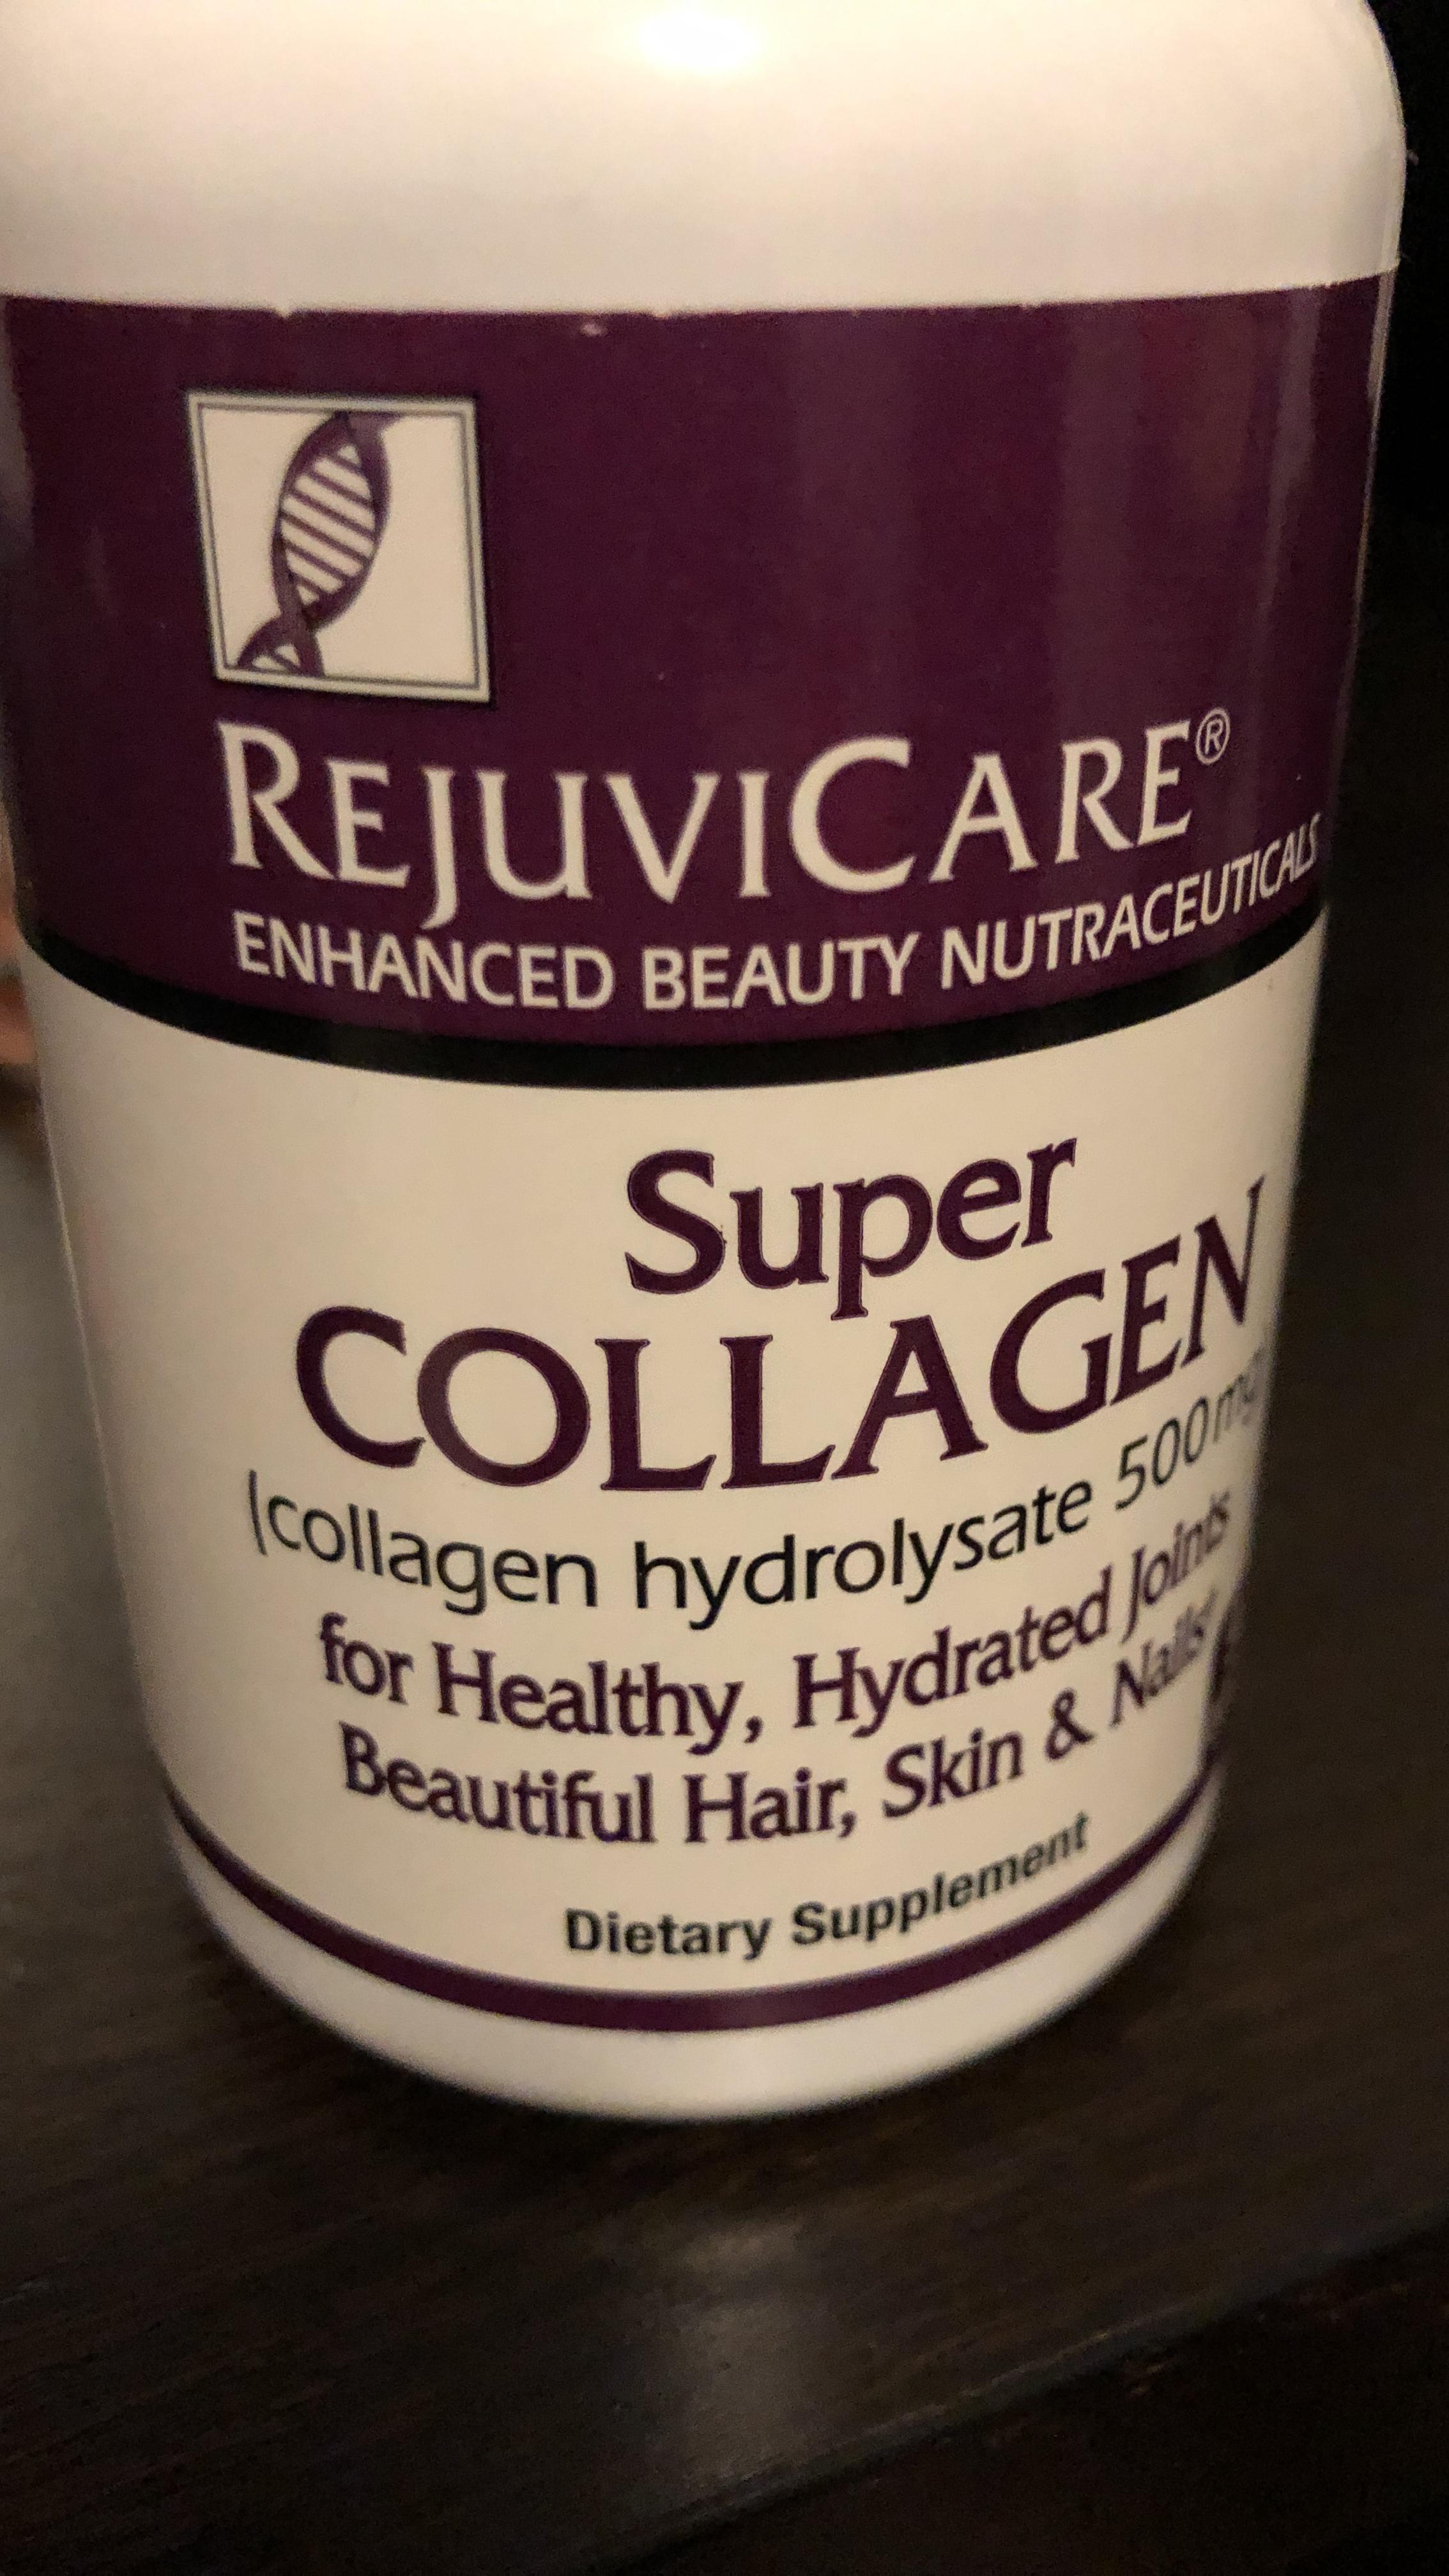 REJUVICARE®
ENHANCED BEAUTY NUTRACEUTICALS
Super
COLLAGEN
(collagen hydrolysate 500mg)
for Healthy, Hydrated Joints
Beautiful Hair, Skin & Nails*
Dietary Supplement